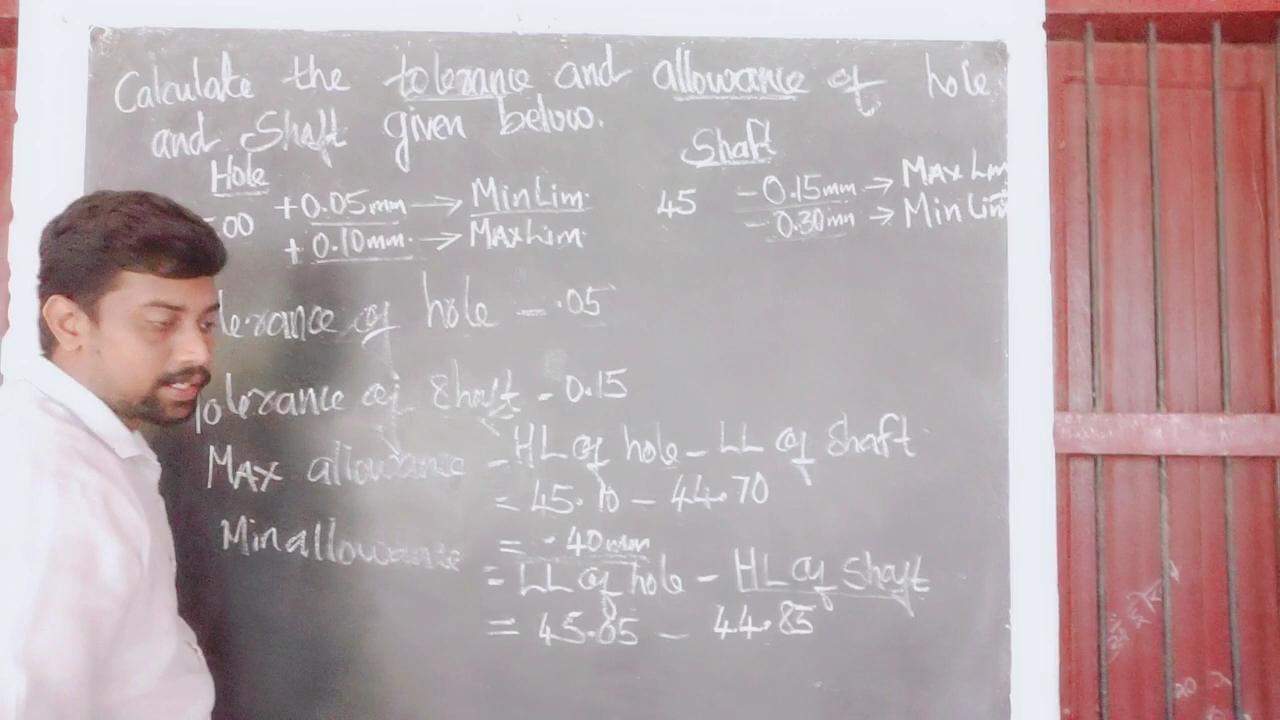 Calculate the tolerance and allowance of hole
and Shaft given below.
Hole Shaft
00 +0.05mm → Min Lim. 45 -0.15mm → MAX Lim
+0.10mm. → MAX Lim - 0.30mm → Min Lim
lerance of hole - .05
Tolerance of Shaft - 0.15
MAX allowance - HL of hole - LL of shaft
= 45.10 - 44.70
= .40mm
Min allowance = LL of hole - HL of Shaft
= 45.05 - 44.85